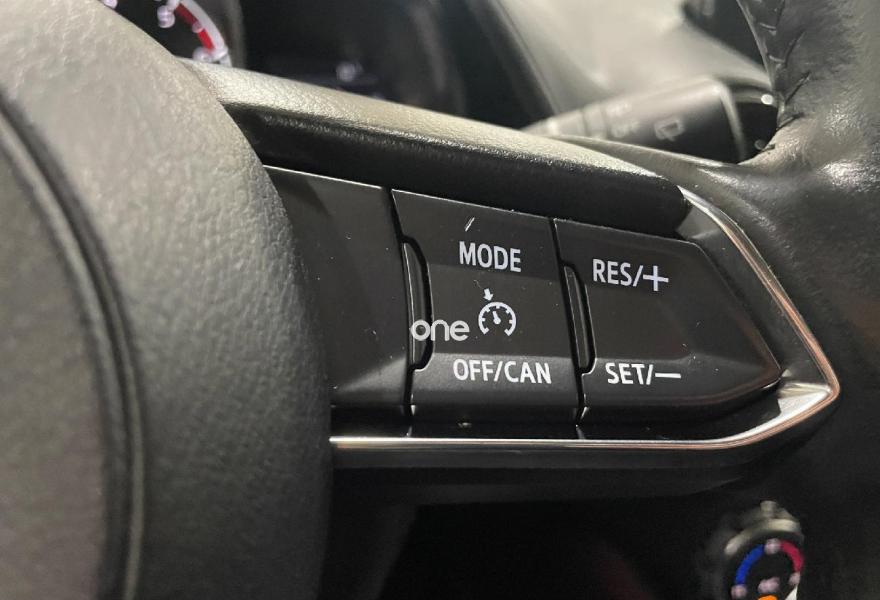 MODE
RES/+
one
OFF/CAN
SET/—